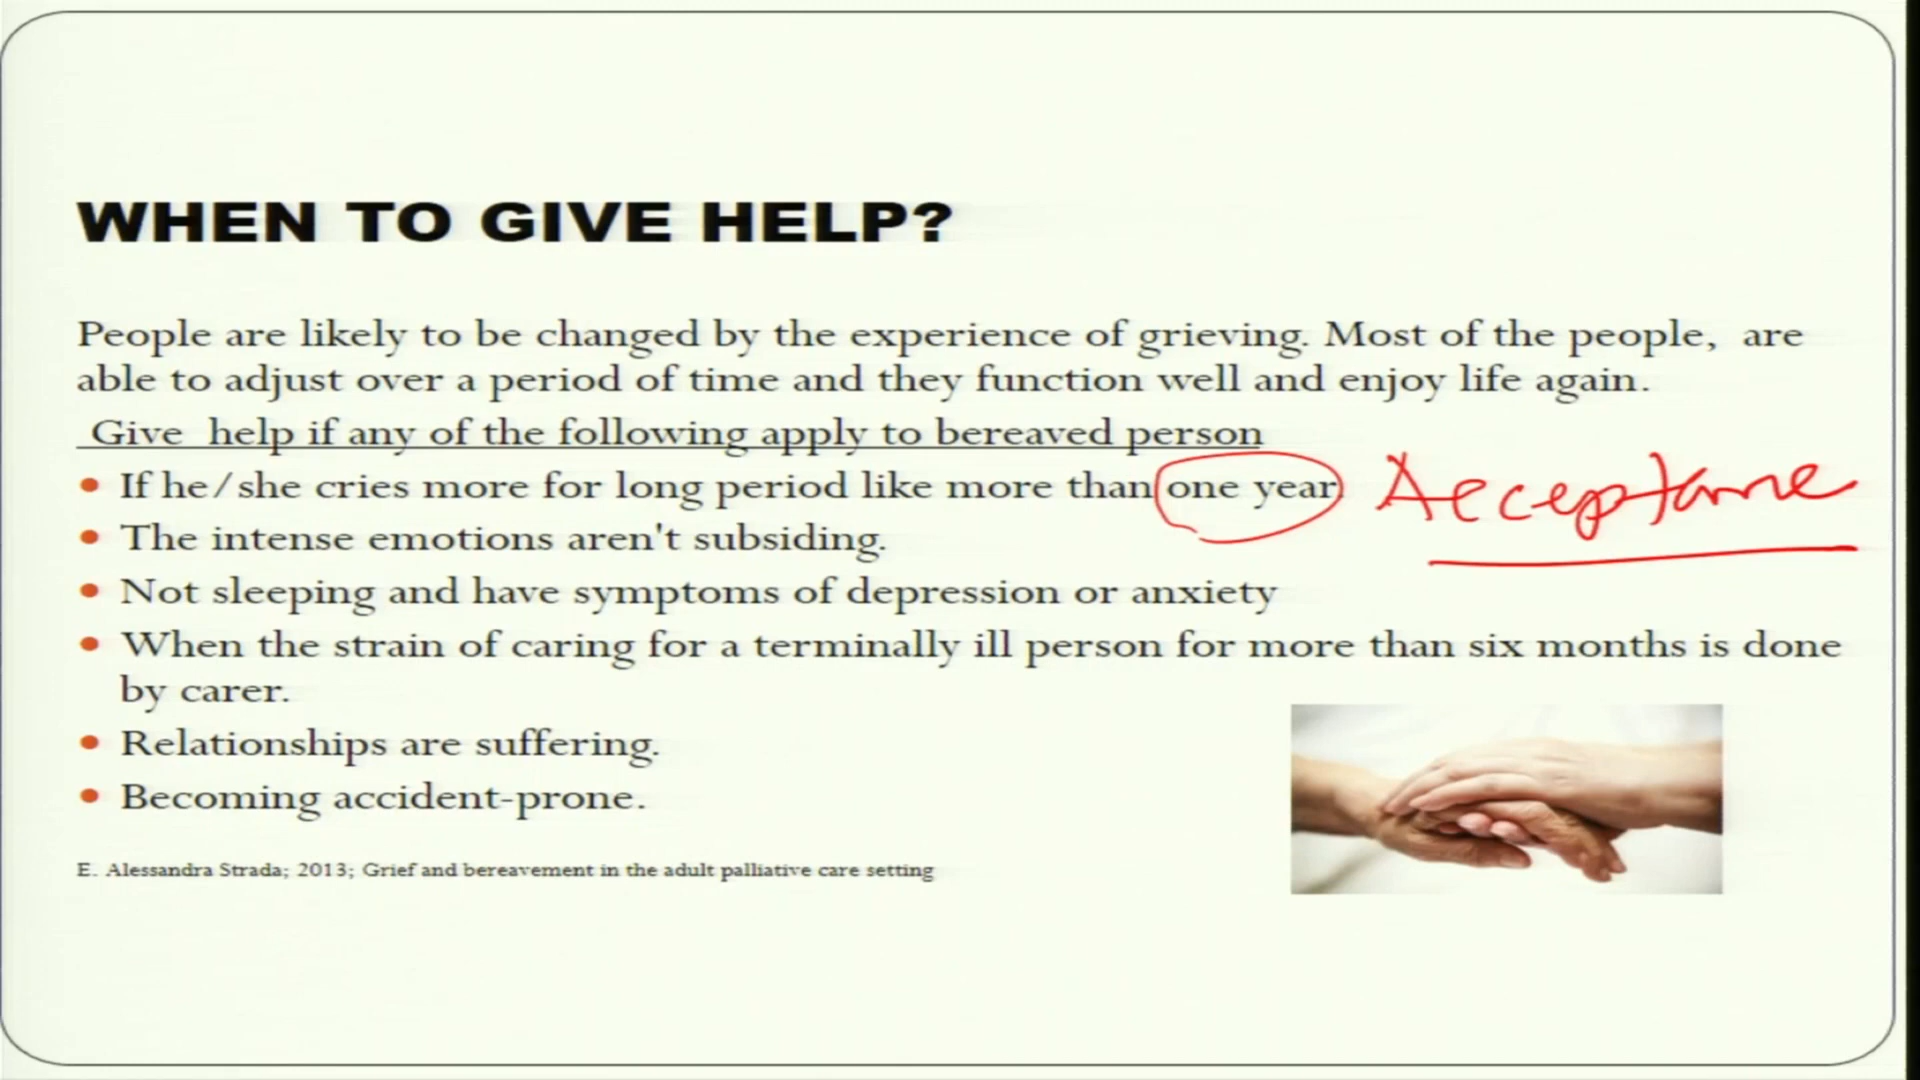 WHEN TO GIVE HELP?
People are likely to be changed by the experience of grieving. Most of the people, are
able to adjust over a period of time and they function well and enjoy life again.
Give help if any of the following apply to bereaved person
• If he/she cries more for long period like more than one year. Acceptance
• The intense emotions aren't subsiding.
• Not sleeping and have symptoms of depression or anxiety
• When the strain of caring for a terminally ill person for more than six months is done
by carer.
• Relationships are suffering.
• Becoming accident-prone.
E. Alessandra Strada; 2013; Grief and bereavement in the adult palliative care setting